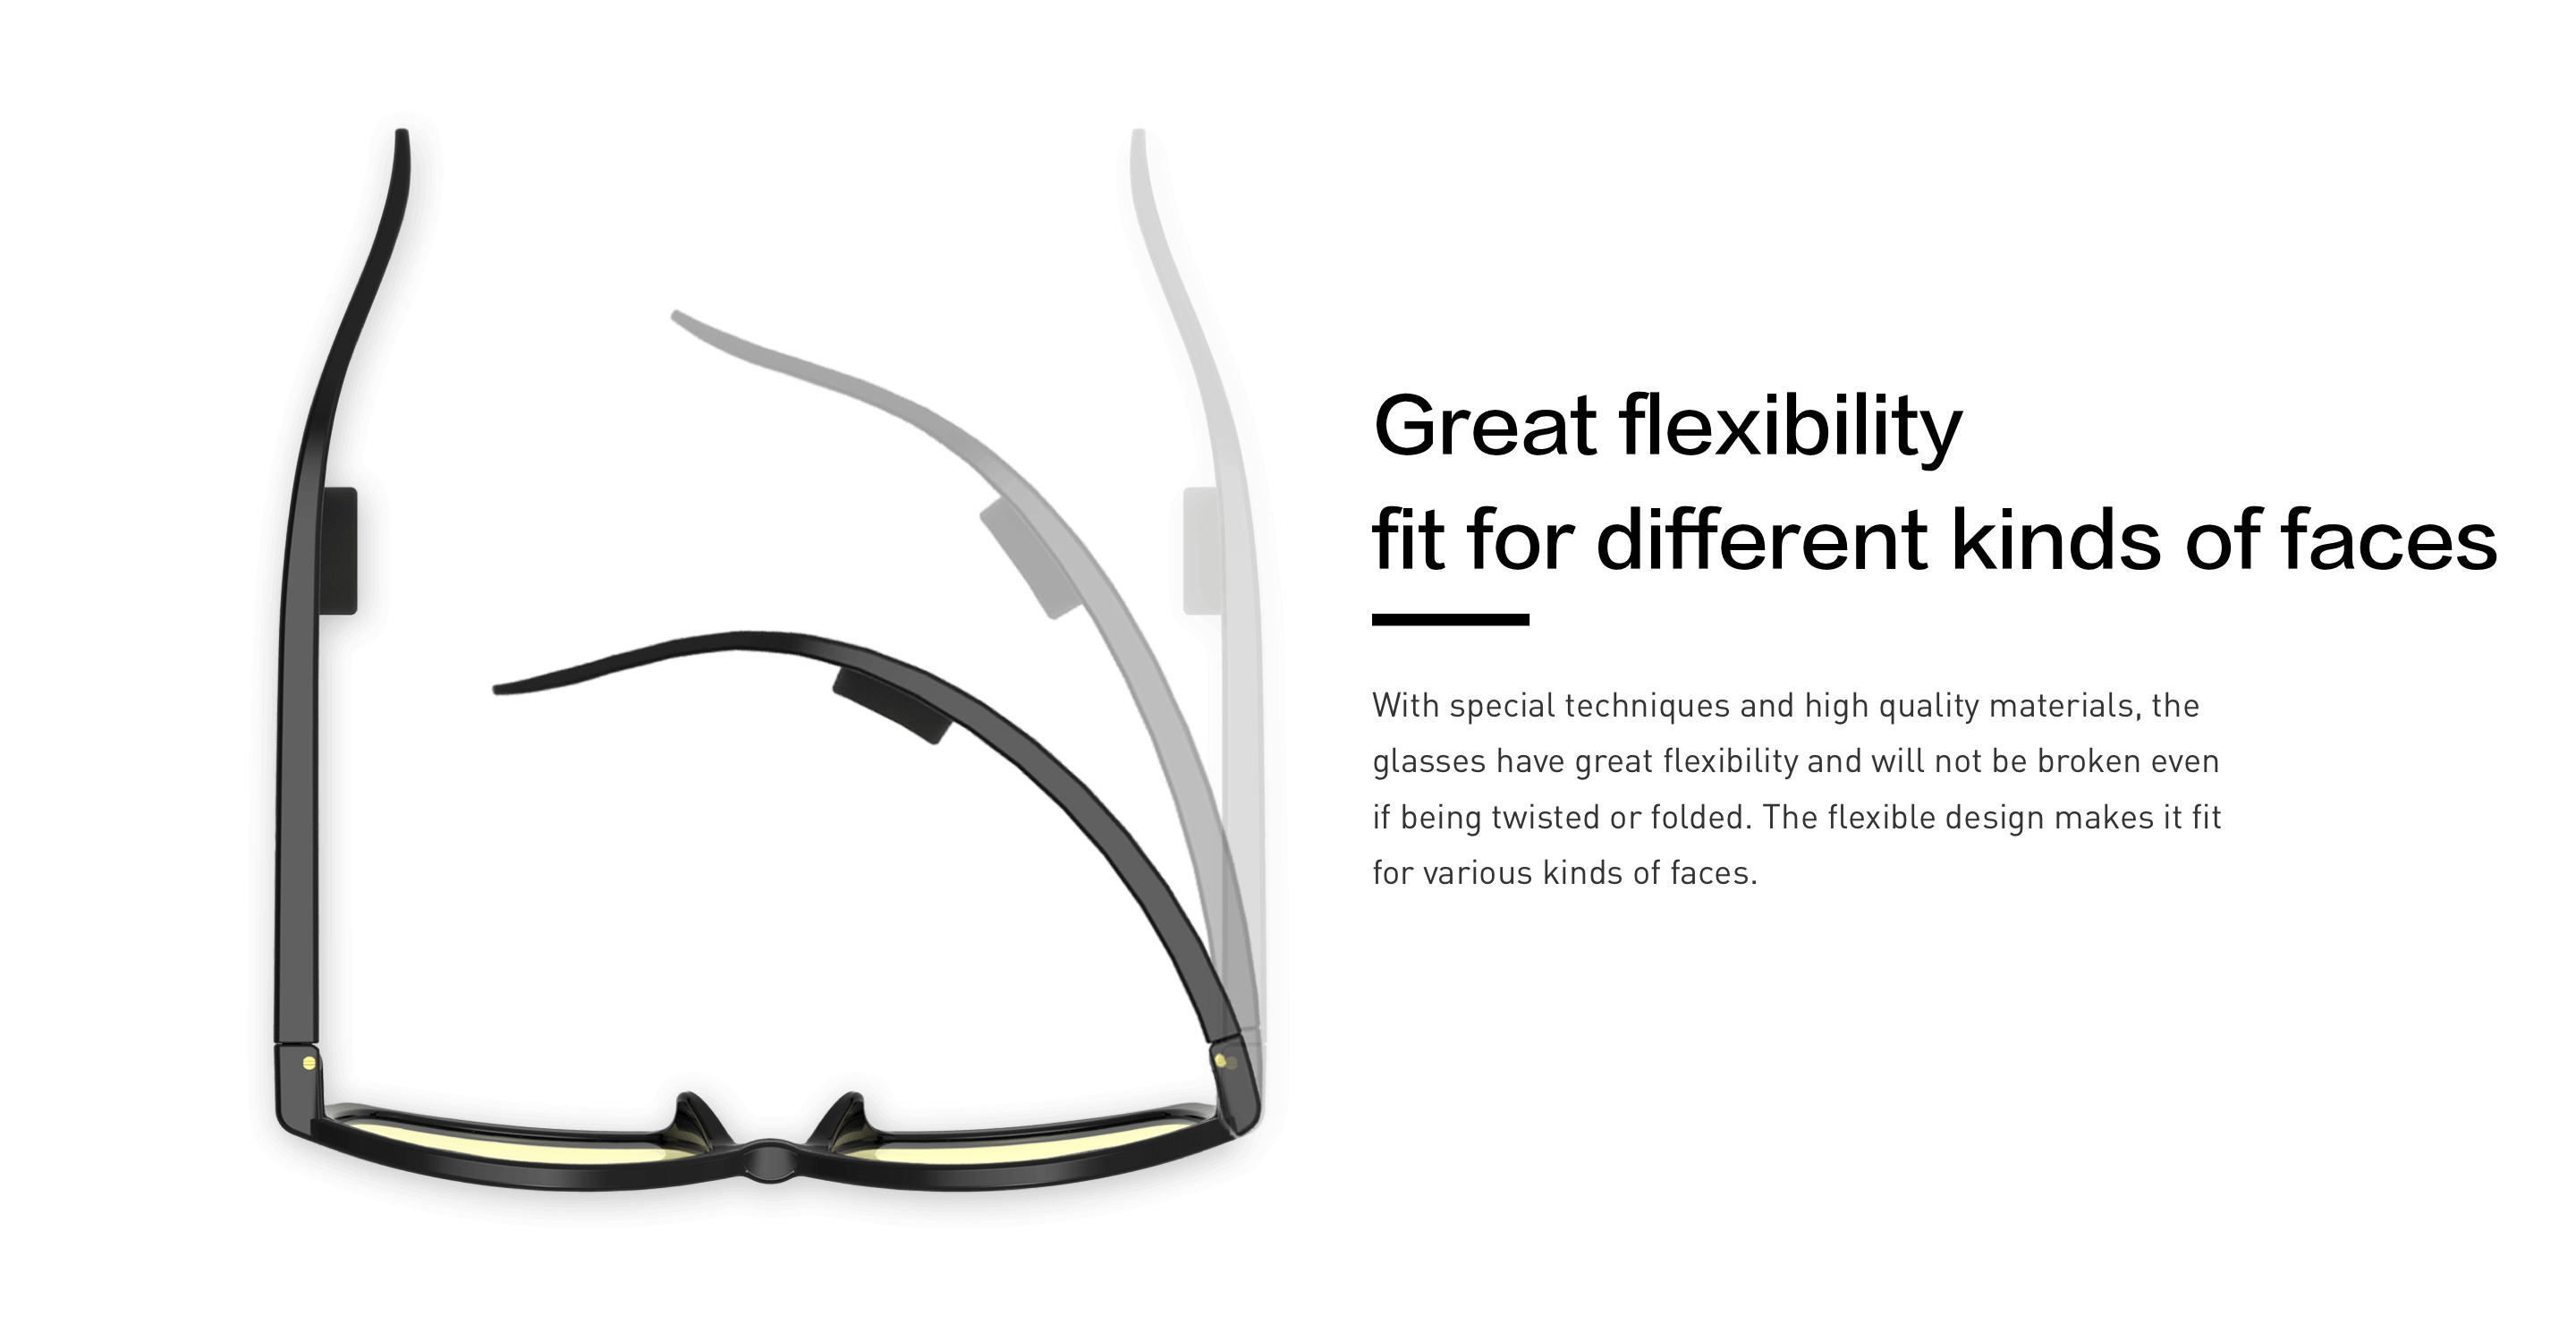 Great flexibility
fit for different kinds of faces
With special techniques and high quality materials, the
glasses have great flexibility and will not be broken even
if being twisted or folded. The flexible design makes it fit
for various kinds of faces.